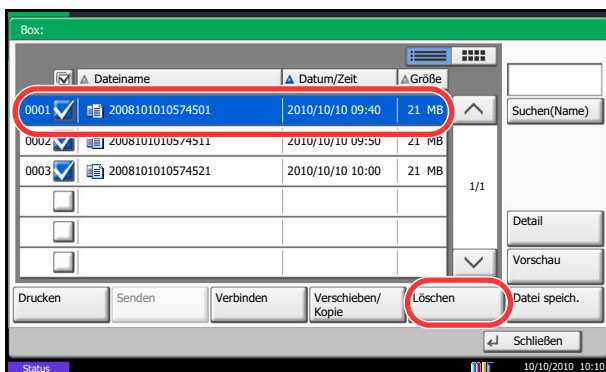 Box:
Dateiname Datum/Zeit Größe
0001 2008101010574501 2010/10/10 09:40 21 MB
Suchen(Name)
0002 2008101010574511 2010/10/10 09:50 21 MB
0003 2008101010574521 2010/10/10 10:00 21 MB
1/1
Detail
Vorschau
Drucken Senden Verbinden Verschieben/ Kopie Löschen Datei speich.
Schließen
Status 10/10/2010 10:10